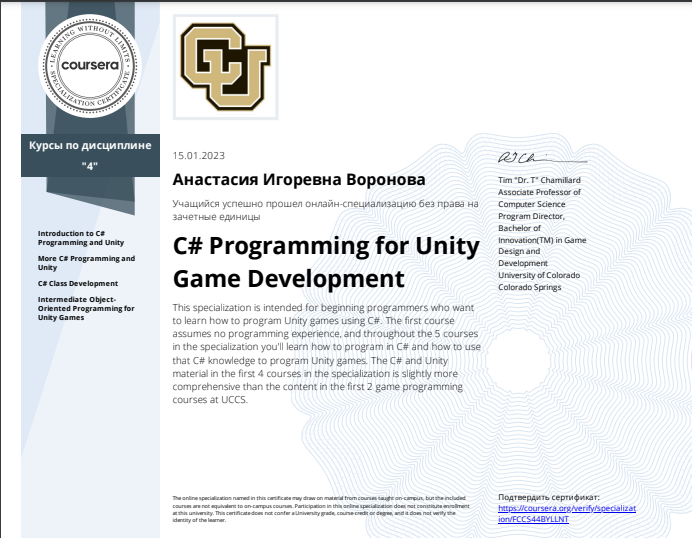 LEARNING WITHOUT LIMITS
coursera
SPECIALIZATION CERTIFICATE
CU
Курсы по дисциплине
"4"
Introduction to C#
Programming and Unity
More C# Programming and
Unity
C# Class Development
Intermediate Object-
Oriented Programming for
Unity Games
15.01.2023
Анастасия Игоревна Воронова
Учащийся успешно прошел онлайн-специализацию без права на
зачетные единицы
C# Programming for Unity
Game Development
This specialization is intended for beginning programmers who want
to learn how to program Unity games using C#. The first course
assumes no programming experience, and throughout the 5 courses
in the specialization you'll learn how to program in C# and how to use
that C# knowledge to program Unity games. The C# and Unity
material in the first 4 courses in the specialization is slightly more
comprehensive than the content in the first 2 game programming
courses at UCCS.
Tim "Dr. T" Chamillard
Associate Professor of
Computer Science
Program Director,
Bachelor of
Innovation(TM) in Game
Design and
Development
University of Colorado
Colorado Springs
The online specialization named in this certificate may draw on material from courses taught on-campus, but the included
courses are not equivalent to on-campus courses. Participation in this online specialization does not constitute enrollment
at this university. This certificate does not confer a University grade, course credit or degree, and it does not verify the
identity of the learner.
Подтвердить сертификат:
https://coursera.org/verify/specializat
ion/FCCS44BYLLNT